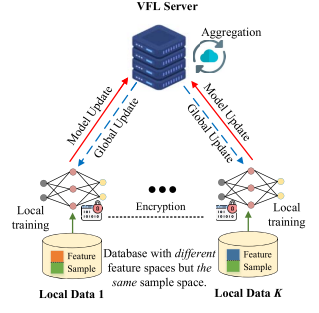 VFL Server
Aggregation
Model Update
Global Update
Model Update
Global Update
Local
training
Encryption
Local
training
Feature
Sample
Database with different
feature spaces but the
same sample space.
Feature
Sample
Local Data 1
Local Data K